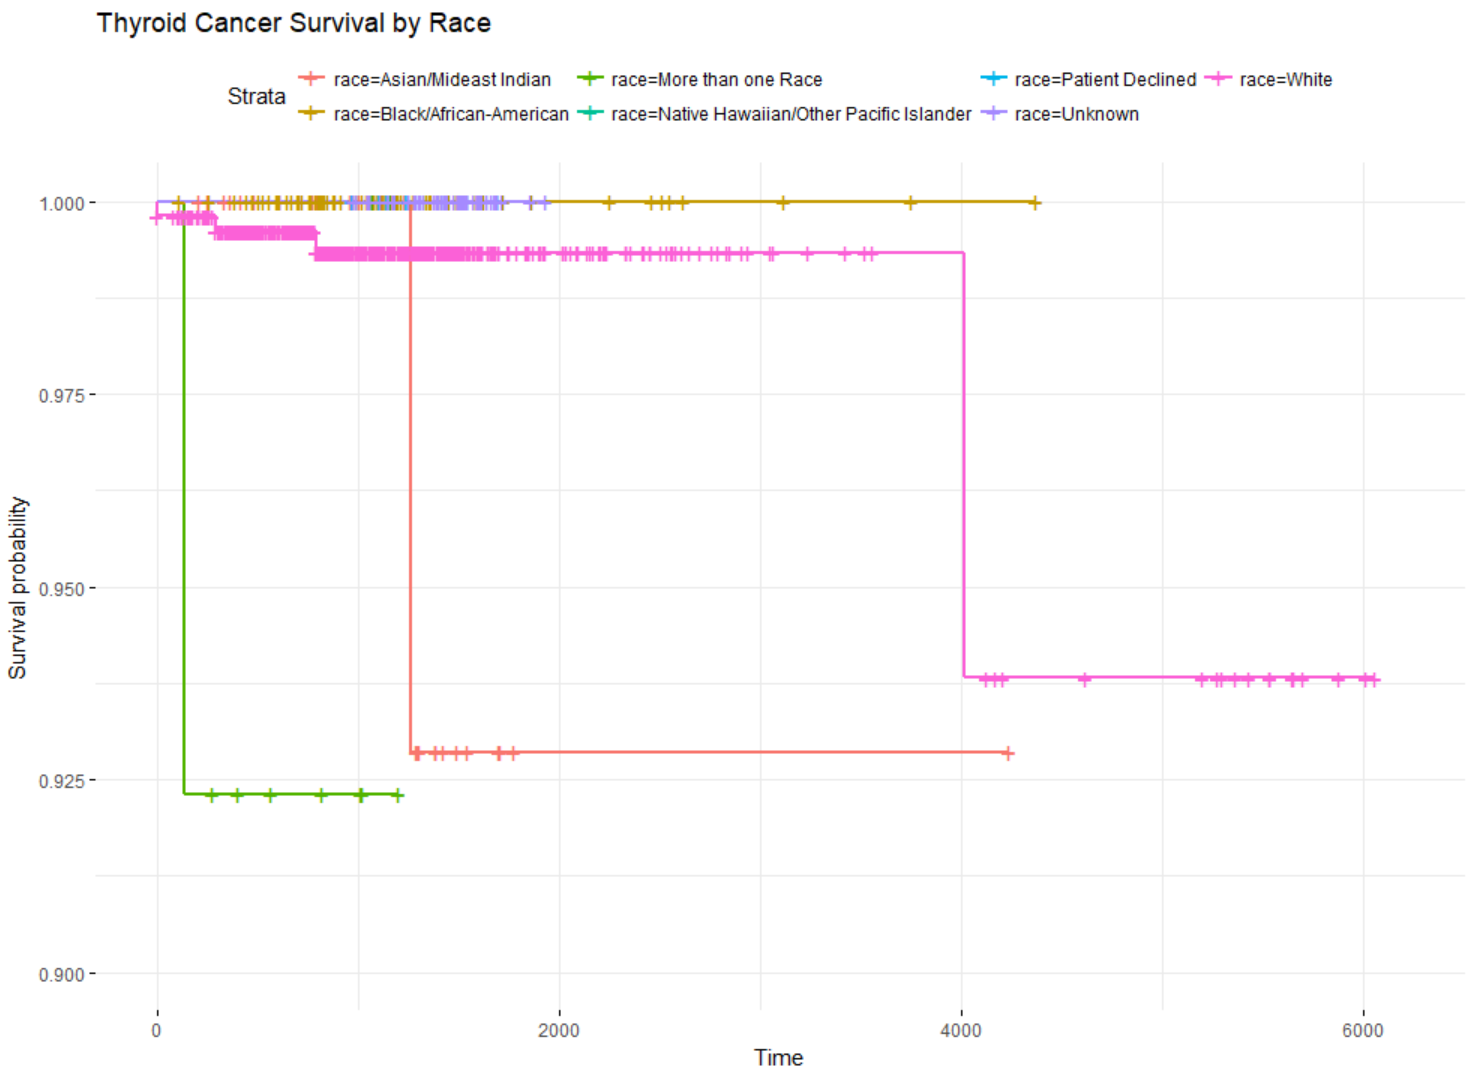 Thyroid Cancer Survival by Race
Strata
race=Asian/Mideast Indian
race=More than one Race
race=Patient Declined
race=White
race=Black/African-American
race=Native Hawaiian/Other Pacific Islander
race=Unknown
Survival probability
1.000
0.975
0.950
0.925
0.900
0
2000
4000
6000
Time